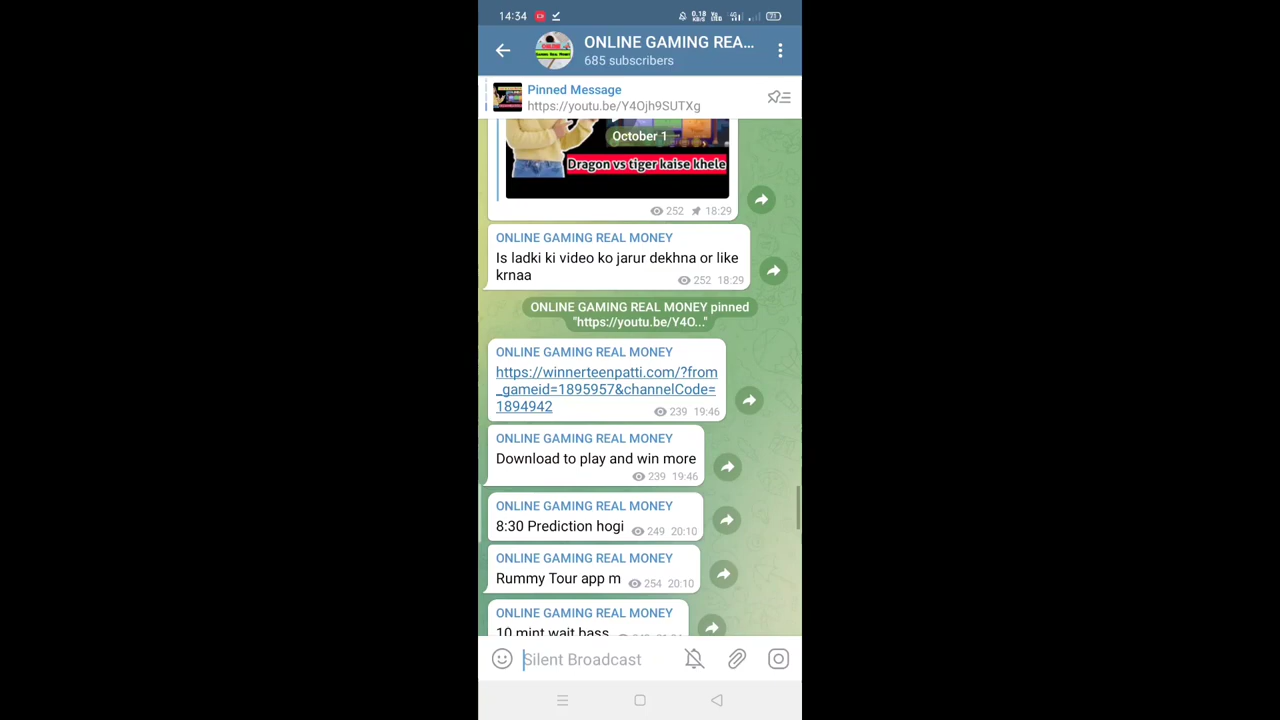 14:34
0.18
KB/S
71
ONLINE GAMING REA...
685 subscribers
Pinned Message
https://youtu.be/Y4Ojh9SUTXg
October 1
Dragon vs tiger kaise khele
252 18:29
ONLINE GAMING REAL MONEY
Is ladki ki video ko jarur dekhna or like
krnaa
252 18:29
ONLINE GAMING REAL MONEY pinned
"https://youtu.be/Y4O..."
ONLINE GAMING REAL MONEY
https://winnerteenpatti.com/?from
_gameid=1895957&channelCode=
1894942
239 19:46
ONLINE GAMING REAL MONEY
Download to play and win more
239 19:46
ONLINE GAMING REAL MONEY
8:30 Prediction hogi
249 20:10
ONLINE GAMING REAL MONEY
Rummy Tour app m
254 20:10
ONLINE GAMING REAL MONEY
10 mint wait bass
Silent Broadcast